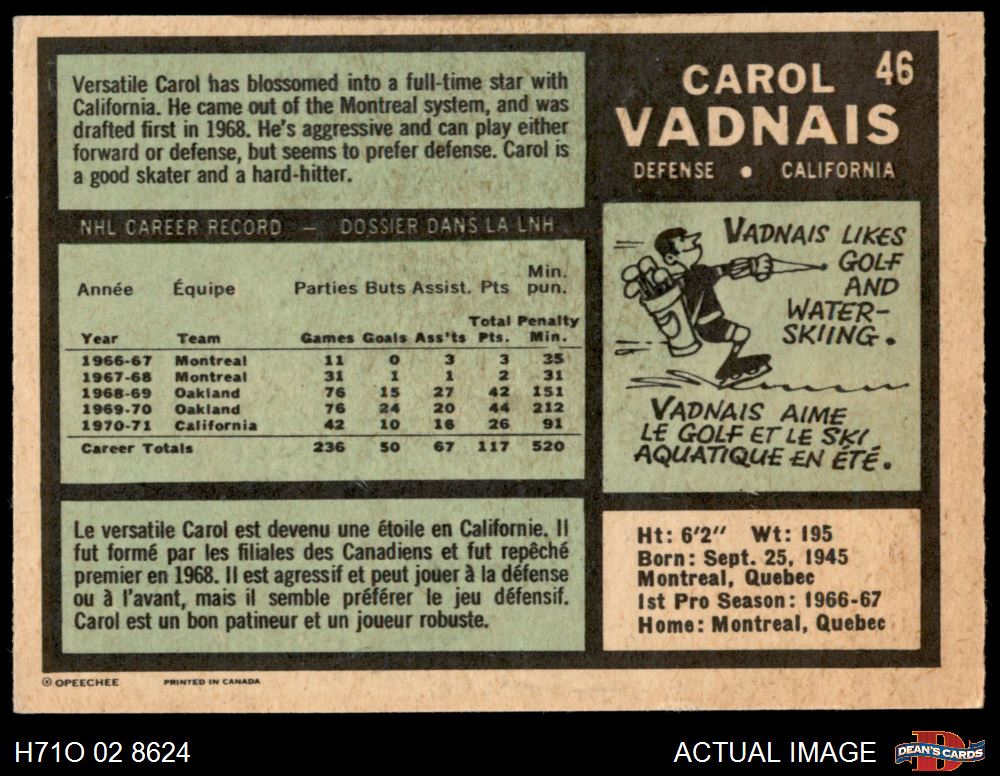 Versatile Carol has blossomed into a full-time star with
California. He came out of the Montreal system, and was
drafted first in 1968. He's aggressive and can play either
forward or defense, but seems to prefer defense. Carol is
a good skater and a hard-hitter.
CAROL 46
VADNAIS
DEFENSE • CALIFORNIA
NHL CAREER RECORD — DOSSIER DANS LA LNH
Année Équipe Parties Buts Assist. Pts Min. pun.
Year Team Games Goals Ass'ts Total Pts. Penalty Min.
1966-67 Montreal 11 0 3 3 35
1967-68 Montreal 31 1 1 2 31
1968-69 Oakland 76 15 27 42 151
1969-70 Oakland 76 24 20 44 212
1970-71 California 42 10 16 26 91
Career Totals 236 50 67 117 520
VADNAIS LIKES
GOLF
AND
WATER-
SKIING.
VADNAIS AIME
LE GOLF ET LE SKI
AQUATIQUE EN ÉTÉ.
Le versatile Carol est devenu une étoile en Californie. Il
fut formé par les filiales des Canadiens et fut repêché
premier en 1968. Il est agressif et peut jouer à la défense
ou à l'avant, mais il semble préférer le jeu défensif.
Carol est un bon patineur et un joueur robuste.
Ht: 6'2" Wt: 195
Born: Sept. 25, 1945
Montreal, Quebec
1st Pro Season: 1966-67
Home: Montreal, Quebec
© OPEECHEE PRINTED IN CANADA
H71O 02 8624 ACTUAL IMAGE D DEAN'S CARDS